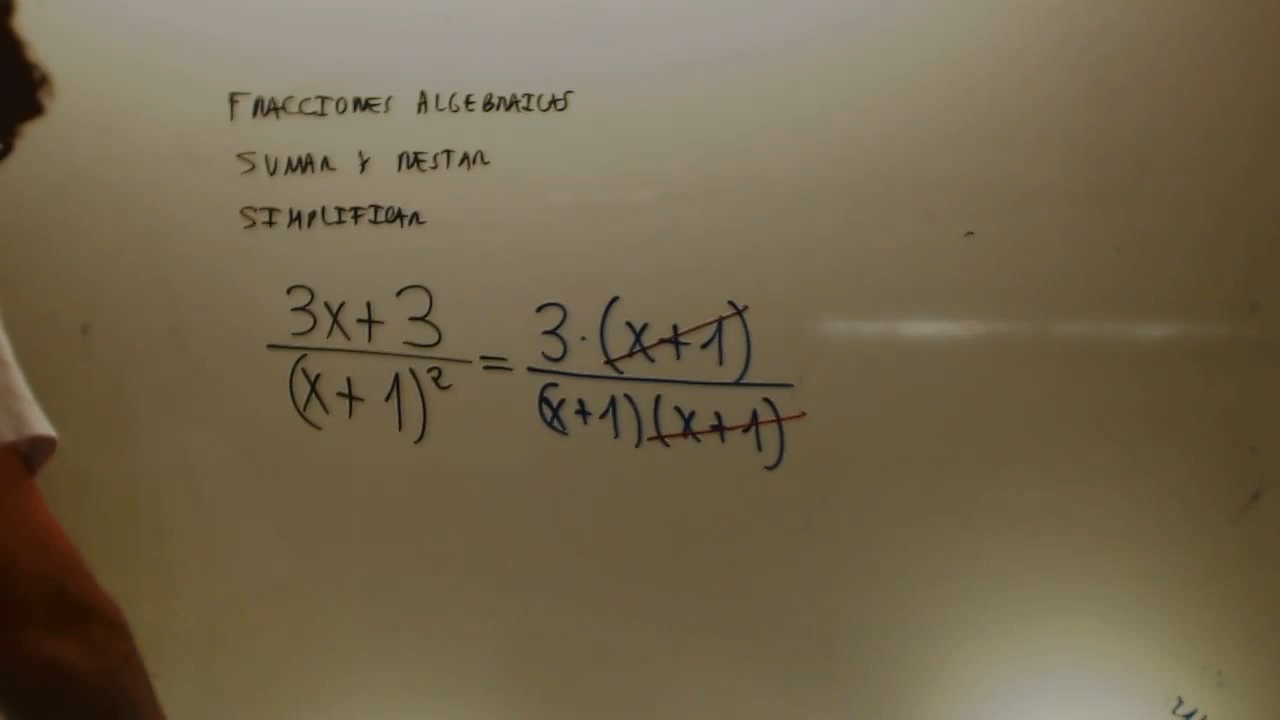 FRACCIONES ALGEBRAICAS
SUMAR Y RESTAR
SIMPLIFICAR
3x+3 / (x+1)² = 3·(x+1) / (x+1)(x+1)